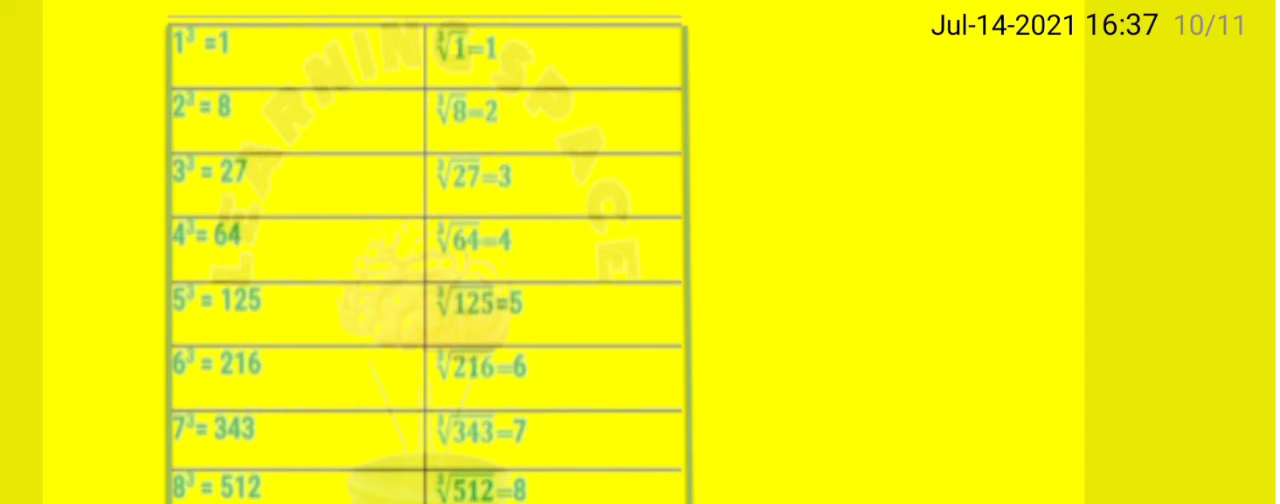 Jul-14-2021 16:37 10/11
LEARNING SPACE
1³ =1 ∛1=1
2³ = 8 ∛8=2
3³ = 27 ∛27=3
4³= 64 ∛64=4
5³ = 125 ∛125=5
6³ = 216 ∛216=6
7³= 343 ∛343=7
8³ = 512 ∛512=8